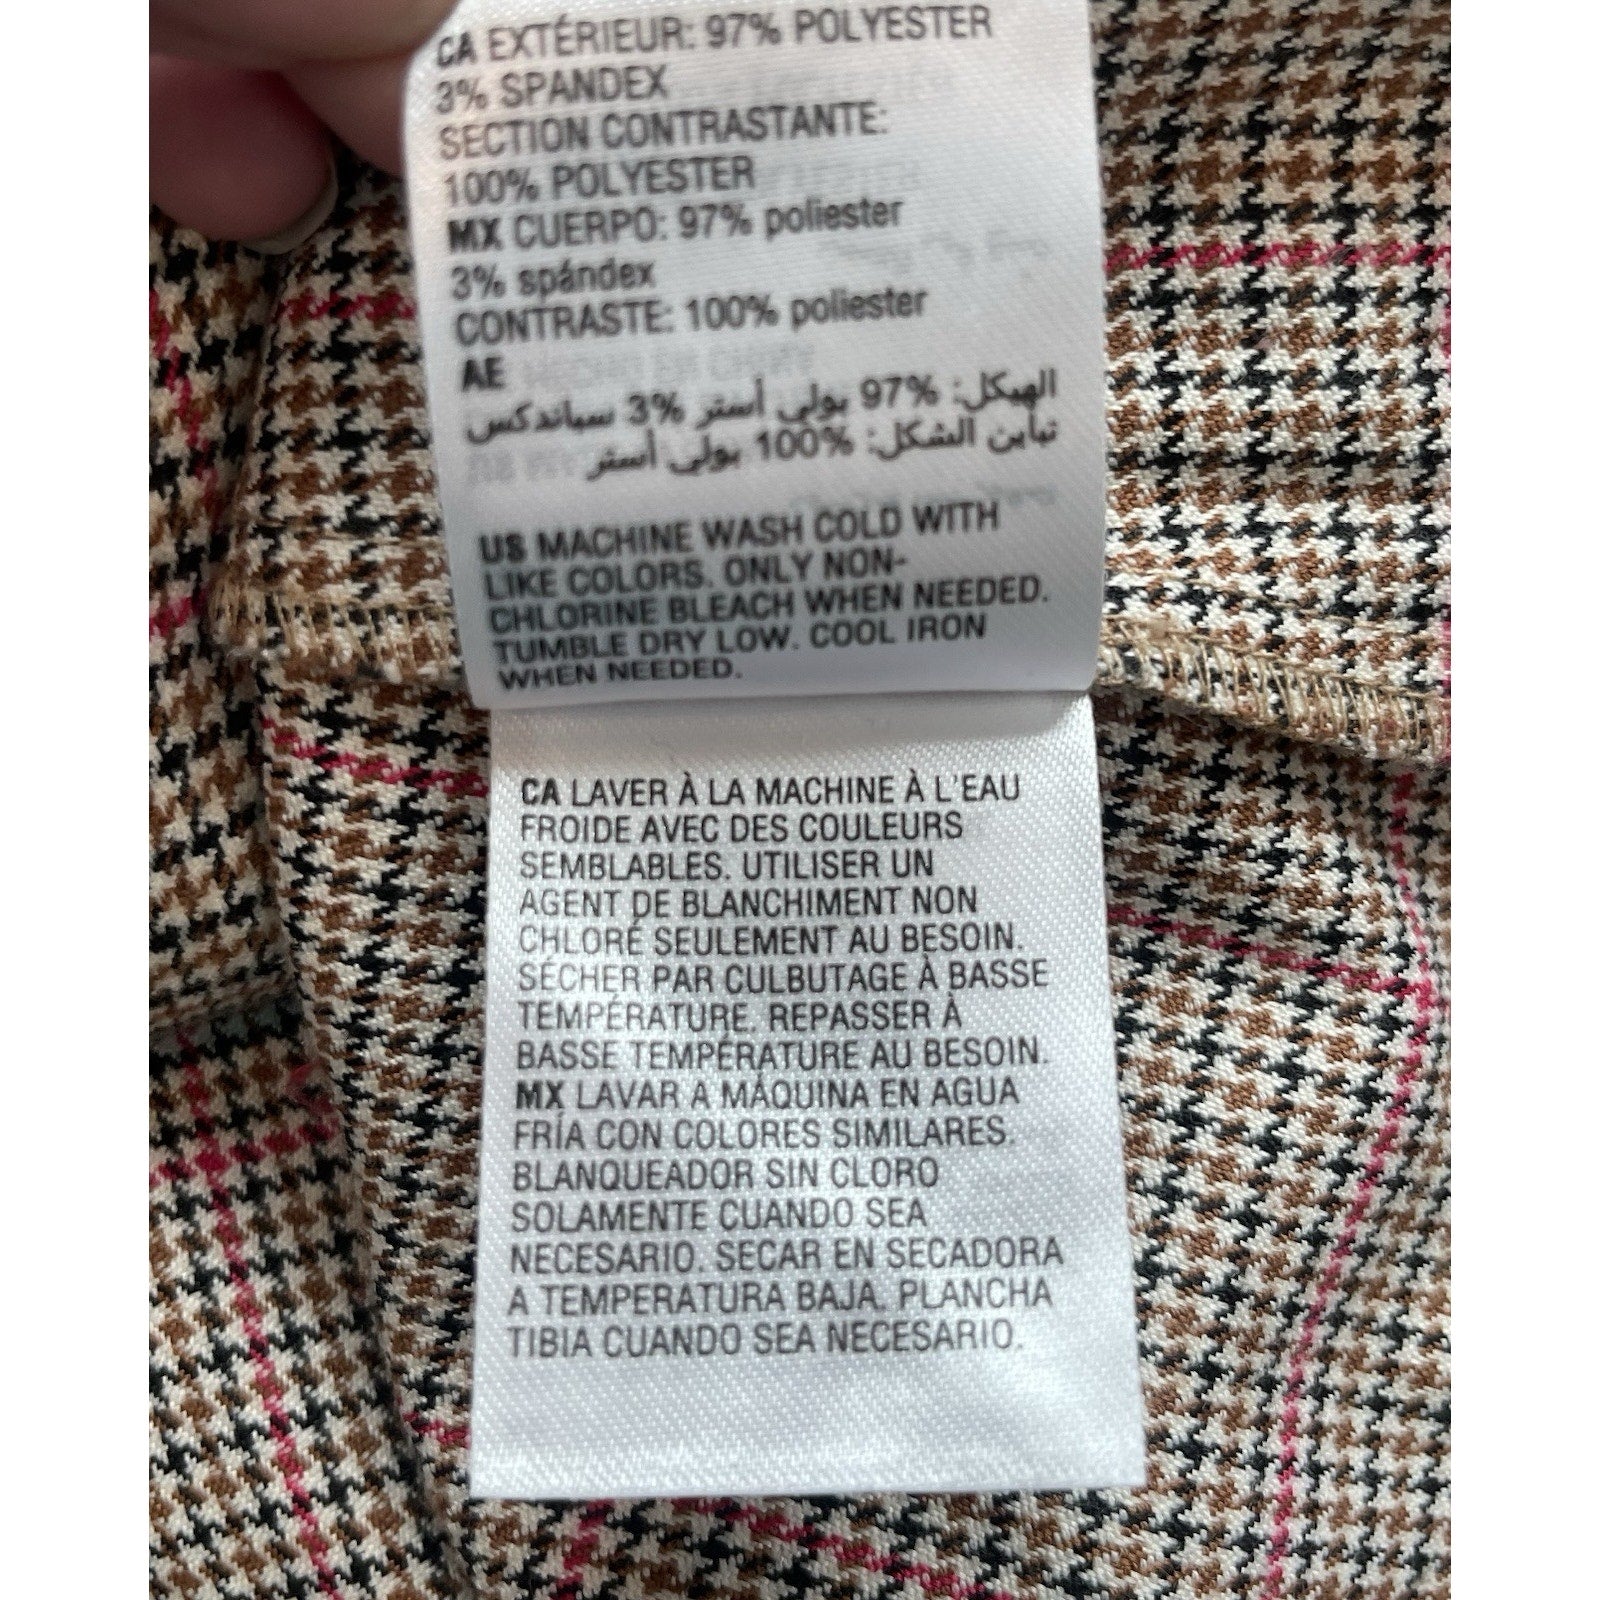 CA EXTÉRIEUR: 97% POLYESTER
3% SPANDEX
SECTION CONTRASTANTE:
100% POLYESTER
MX CUERPO: 97% poliester
3% spándex
CONTRASTE: 100% poliester
AE
الهيكل: 97% بولي أستر 3% سباندكس
تباين الشكل: 100% بولي أستر
US MACHINE WASH COLD WITH
LIKE COLORS. ONLY NON-
CHLORINE BLEACH WHEN NEEDED.
TUMBLE DRY LOW. COOL IRON
WHEN NEEDED.
CA LAVER À LA MACHINE À L'EAU
FROIDE AVEC DES COULEURS
SEMBLABLES. UTILISER UN
AGENT DE BLANCHIMENT NON
CHLORÉ SEULEMENT AU BESOIN.
SÉCHER PAR CULBUTAGE À BASSE
TEMPÉRATURE. REPASSER À
BASSE TEMPÉRATURE AU BESOIN.
MX LAVAR A MÁQUINA EN AGUA
FRÍA CON COLORES SIMILARES.
BLANQUEADOR SIN CLORO
SOLAMENTE CUANDO SEA
NECESARIO. SECAR EN SECADORA
A TEMPERATURA BAJA. PLANCHA
TIBIA CUANDO SEA NECESARIO.